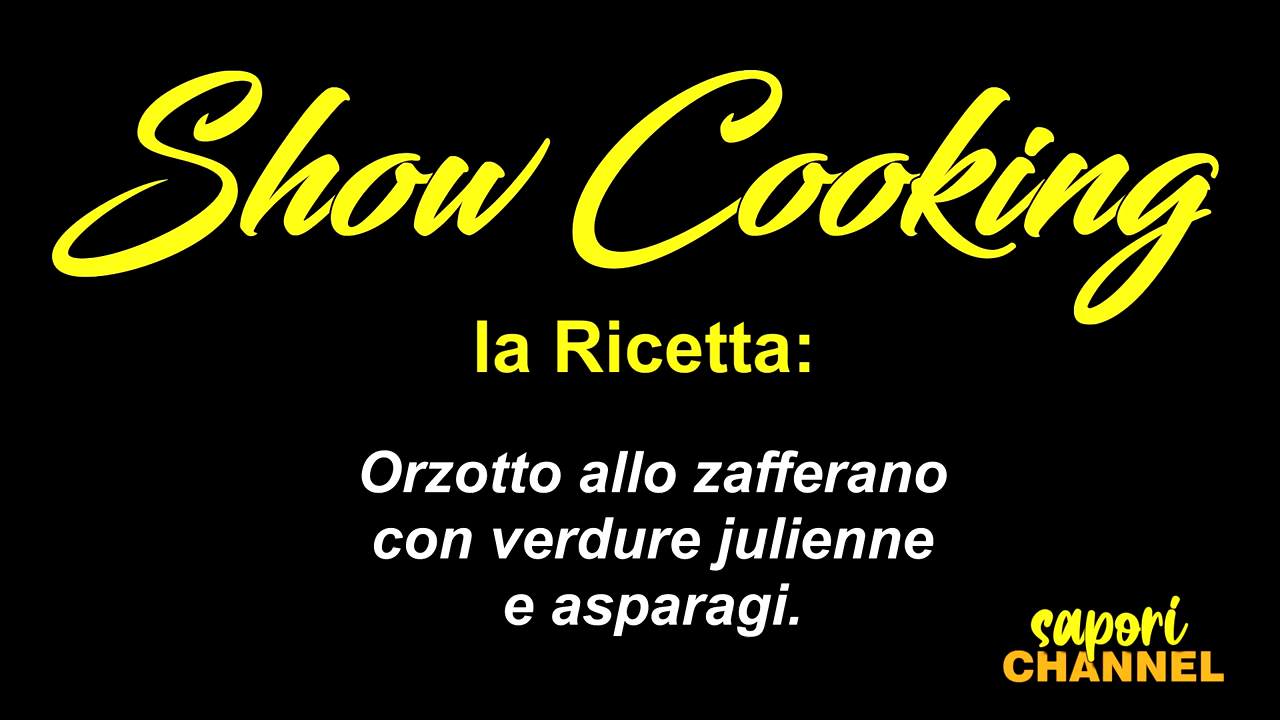 Show Cooking
la Ricetta:
Orzotto allo zafferano
con verdure julienne
e asparagi.
sapori
CHANNEL